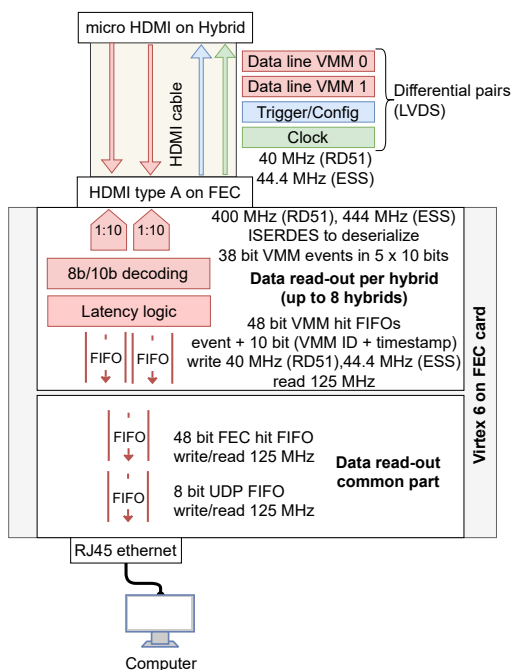 micro HDMI on Hybrid
HDMI cable
Data line VMM 0
Data line VMM 1
Trigger/Config
Clock
Differential pairs
(LVDS)
40 MHz (RD51)
44.4 MHz (ESS)
HDMI type A on FEC
1:10
1:10
400 MHz (RD51), 444 MHz (ESS)
ISERDES to deserialize
38 bit VMM events in 5 x 10 bits
8b/10b decoding
Data read-out per hybrid
(up to 8 hybrids)
Latency logic
48 bit VMM hit FIFOs
event + 10 bit (VMM ID + timestamp)
write 40 MHz (RD51),44.4 MHz (ESS)
read 125 MHz
FIFO
FIFO
Virtex 6 on FEC card
FIFO
48 bit FEC hit FIFO
write/read 125 MHz
Data read-out
common part
FIFO
8 bit UDP FIFO
write/read 125 MHz
RJ45 ethernet
Computer